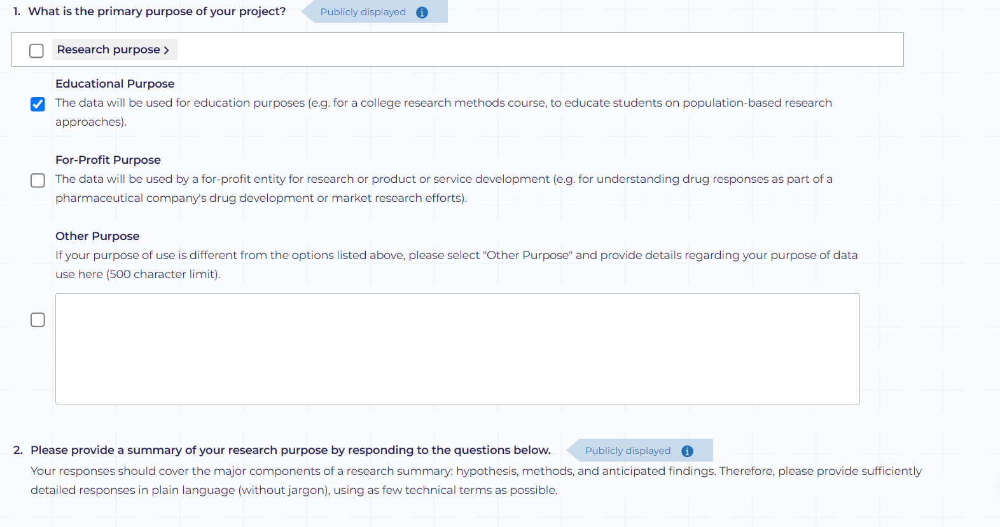 1. What is the primary purpose of your project? Publicly displayed i
Research purpose >
Educational Purpose
The data will be used for education purposes (e.g. for a college research methods course, to educate students on population-based research
approaches).
For-Profit Purpose
The data will be used by a for-profit entity for research or product or service development (e.g. for understanding drug responses as part of a
pharmaceutical company's drug development or market research efforts).
Other Purpose
If your purpose of use is different from the options listed above, please select "Other Purpose" and provide details regarding your purpose of data
use here (500 character limit).
2. Please provide a summary of your research purpose by responding to the questions below. Publicly displayed i
Your responses should cover the major components of a research summary: hypothesis, methods, and anticipated findings. Therefore, please provide sufficiently
detailed responses in plain language (without jargon), using as few technical terms as possible.